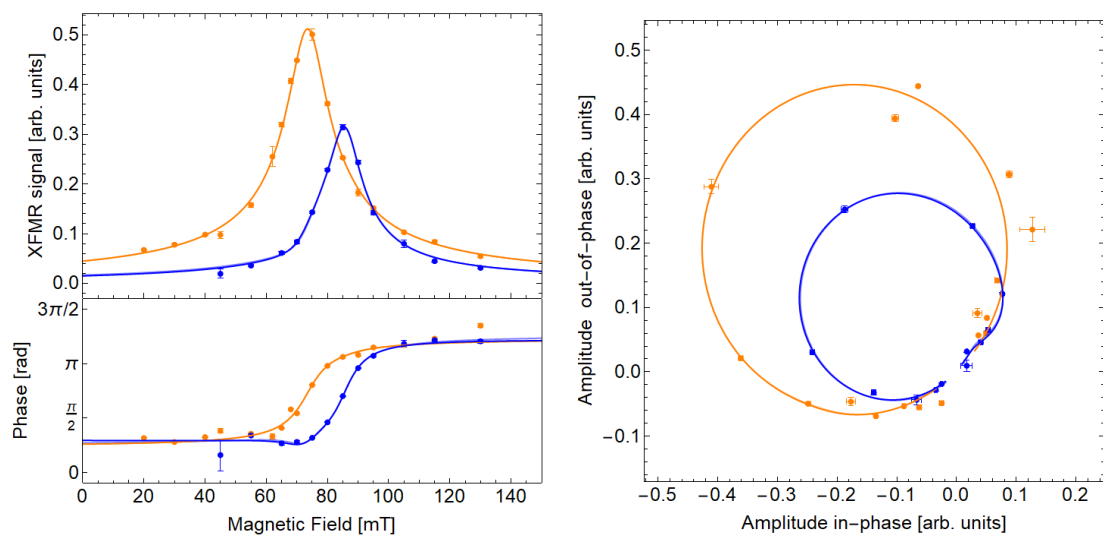 XFMR signal [arb. units]
0.5
0.4
0.3
0.2
0.1
0.0
Phase [rad]
3π/2
π
π
2
0
0 20 40 60 80 100 120 140
Magnetic Field [mT]
Amplitude out-of-phase [arb. units]
0.5
0.4
0.3
0.2
0.1
0.0
−0.1
−0.5 −0.4 −0.3 −0.2 −0.1 0.0 0.1 0.2
Amplitude in-phase [arb. units]